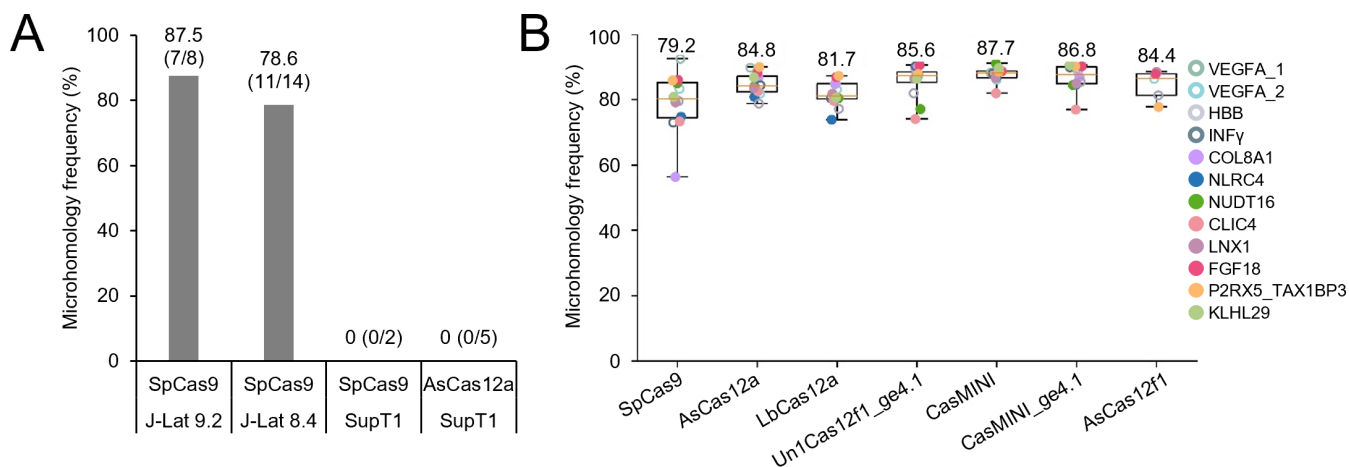 A
Microhomology frequency (%)
100
80
60
40
20
0
87.5
(7/8)
78.6
(11/14)
0 (0/2)
0 (0/5)
SpCas9
SpCas9
SpCas9
AsCas12a
J-Lat 9.2
J-Lat 8.4
SupT1
SupT1
B
Microhomology frequency (%)
100
80
60
40
20
0
79.2
84.8
81.7
85.6
87.7
86.8
84.4
SpCas9
AsCas12a
LbCas12a
Un1Cas12f1_ge4.1
CasMINI
CasMINI_ge4.1
AsCas12f1
VEGFA_1
VEGFA_2
HBB
INFγ
COL8A1
NLRC4
NUDT16
CLIC4
LNX1
FGF18
P2RX5_TAX1BP3
KLHL29